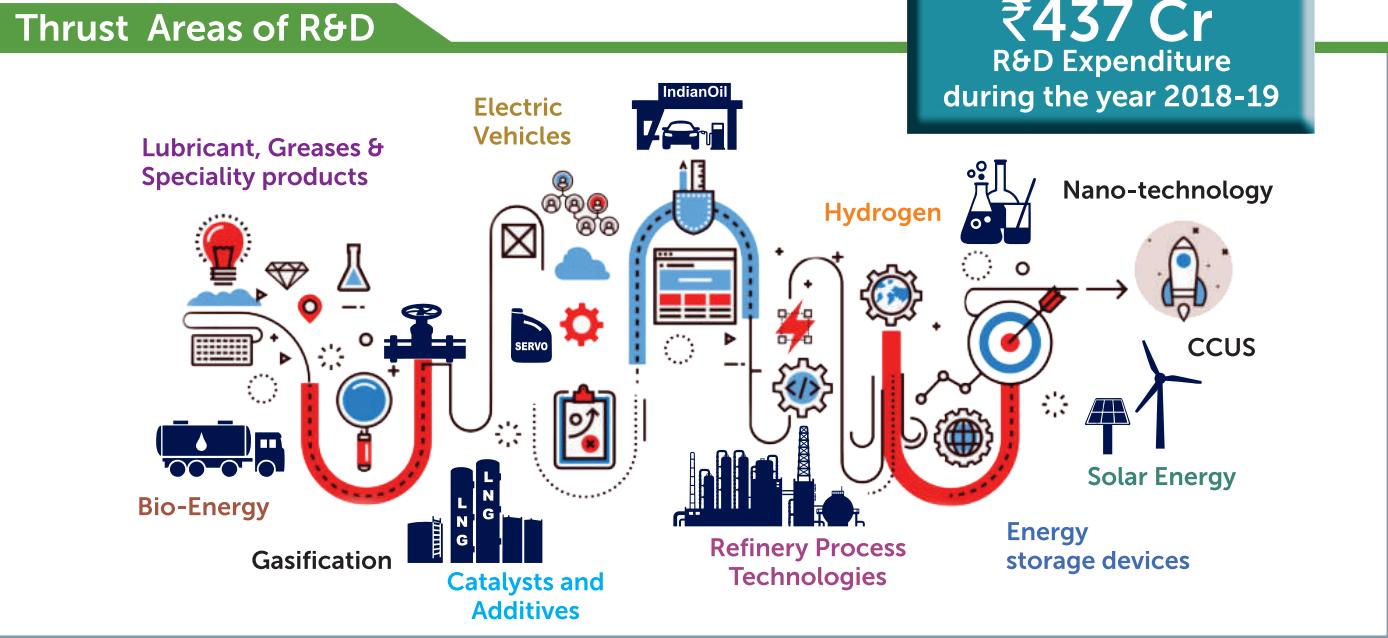 Thrust Areas of R&D
₹437 Cr
R&D Expenditure
during the year 2018-19
Electric
Vehicles
IndianOil
Lubricant, Greases &
Speciality products
Hydrogen
Nano-technology
SERVO
</>
CCUS
Solar Energy
Bio-Energy
LNG
LNG
Gasification
Catalysts and
Additives
Refinery Process
Technologies
Energy
storage devices